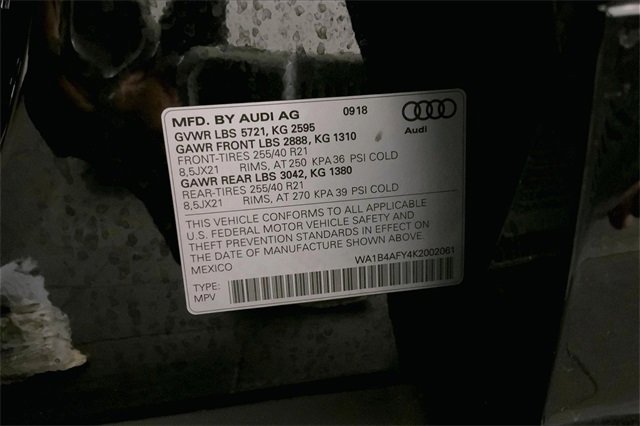 MFD. BY AUDI AG 0918
Audi
GVWR LBS 5721, KG 2595
GAWR FRONT LBS 2888, KG 1310
FRONT-TIRES 255/40 R21
8,5JX21 RIMS, AT 250 KPA 36 PSI COLD
GAWR REAR LBS 3042, KG 1380
REAR-TIRES 255/40 R21
8,5JX21 RIMS, AT 270 KPA 39 PSI COLD
THIS VEHICLE CONFORMS TO ALL APPLICABLE
U.S. FEDERAL MOTOR VEHICLE SAFETY AND
THEFT PREVENTION STANDARDS IN EFFECT ON
THE DATE OF MANUFACTURE SHOWN ABOVE.
MEXICO
WA1B4AFY4K2002061
TYPE:
MPV